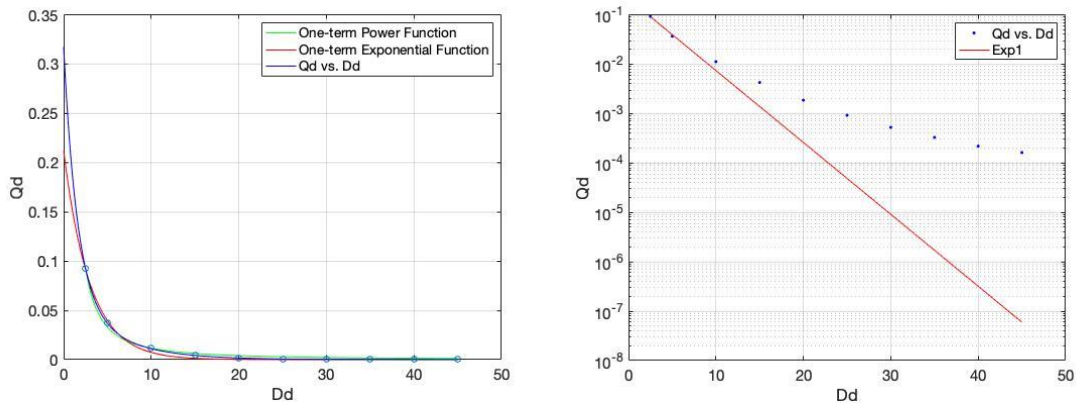 0.35
0.3
0.25
0.2
0.15
0.1
0.05
0
Qd
0 10 20 30 40 50
Dd
One-term Power Function
One-term Exponential Function
Qd vs. Dd
10-1
10-2
10-3
10-4
10-5
10-6
10-7
10-8
Qd
0 10 20 30 40 50
Dd
Qd vs. Dd
Exp1